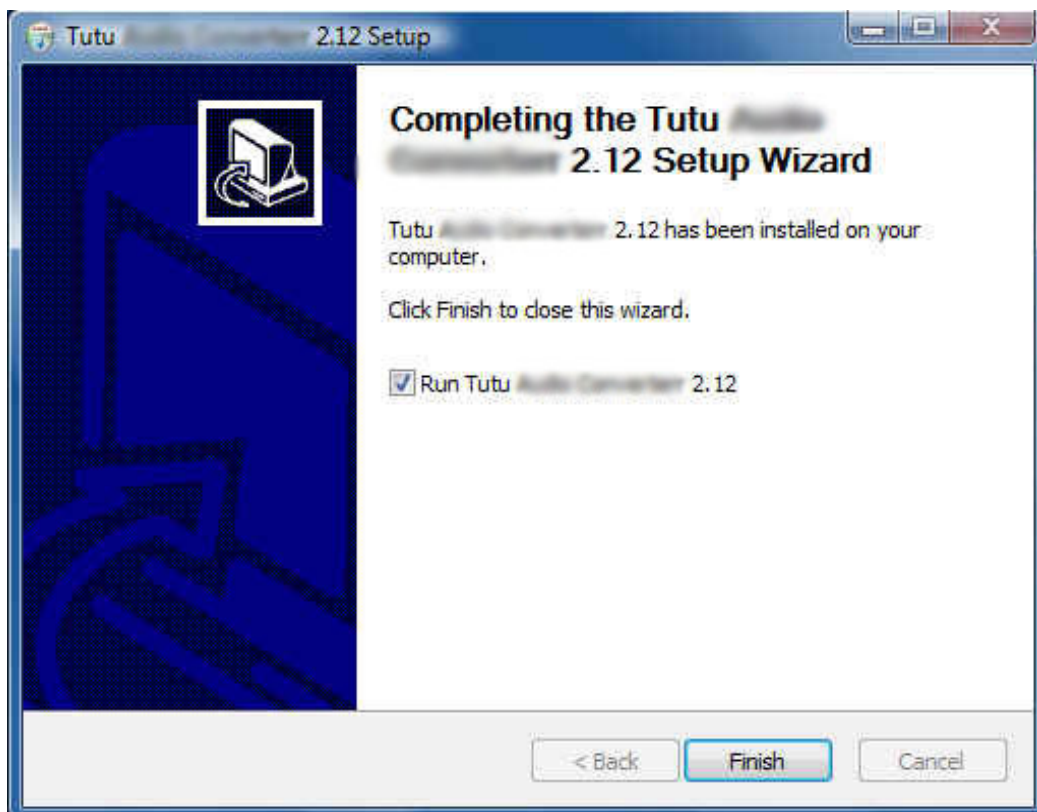 Tutu 2.12 Setup
Completing the Tutu
2.12 Setup Wizard
Tutu 2.12 has been installed on your
computer.
Click Finish to close this wizard.
Run Tutu 2.12
< Back
Finish
Cancel